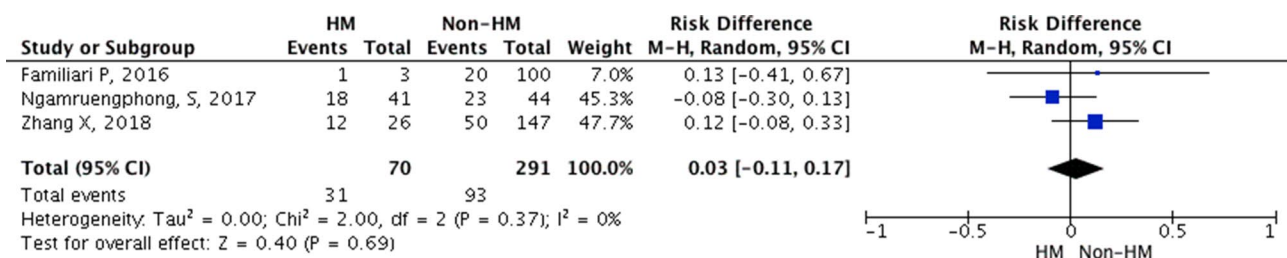 HM Non-HM Risk Difference Risk Difference
Study or Subgroup Events Total Events Total Weight M-H, Random, 95% CI M-H, Random, 95% CI
Familiari P, 2016 1 3 20 100 7.0% 0.13 [-0.41, 0.67]
Ngamruengphong, S, 2017 18 41 23 44 45.3% -0.08 [-0.30, 0.13]
Zhang X, 2018 12 26 50 147 47.7% 0.12 [-0.08, 0.33]
Total (95% CI) 70 291 100.0% 0.03 [-0.11, 0.17]
Total events 31 93
Heterogeneity: Tau² = 0.00; Chi² = 2.00, df = 2 (P = 0.37); I² = 0%
Test for overall effect: Z = 0.40 (P = 0.69)
-1 -0.5 0 0.5 1
HM Non-HM